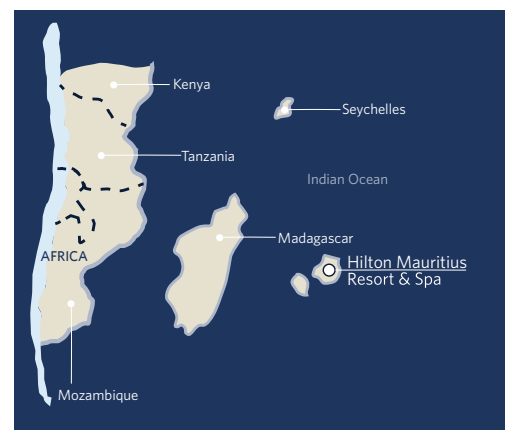 Kenya
Seychelles
Tanzania
Indian Ocean
Madagascar
AFRICA
Hilton Mauritius
Resort & Spa
Mozambique